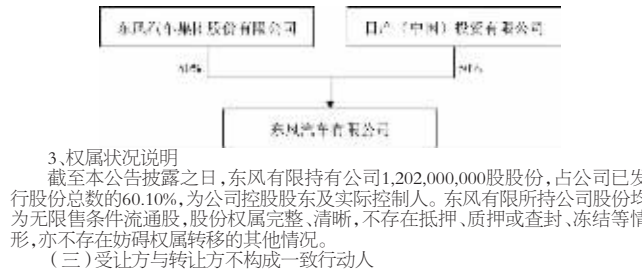 东风汽车集团股份有限公司 日产（中国）投资有限公司
50% 50%
东风汽车有限公司
3、权属状况说明
截至本公告披露之日，东风有限持有公司1,202,000,000股股份，占公司已发
行股份总数的60.10%，为公司控股股东及实际控制人。东风有限所持公司股份均
为无限售条件流通股，股份权属完整、清晰，不存在抵押、质押或查封、冻结等情
形，亦不存在妨碍权属转移的其他情况。
（三）受让方与转让方不构成一致行动人